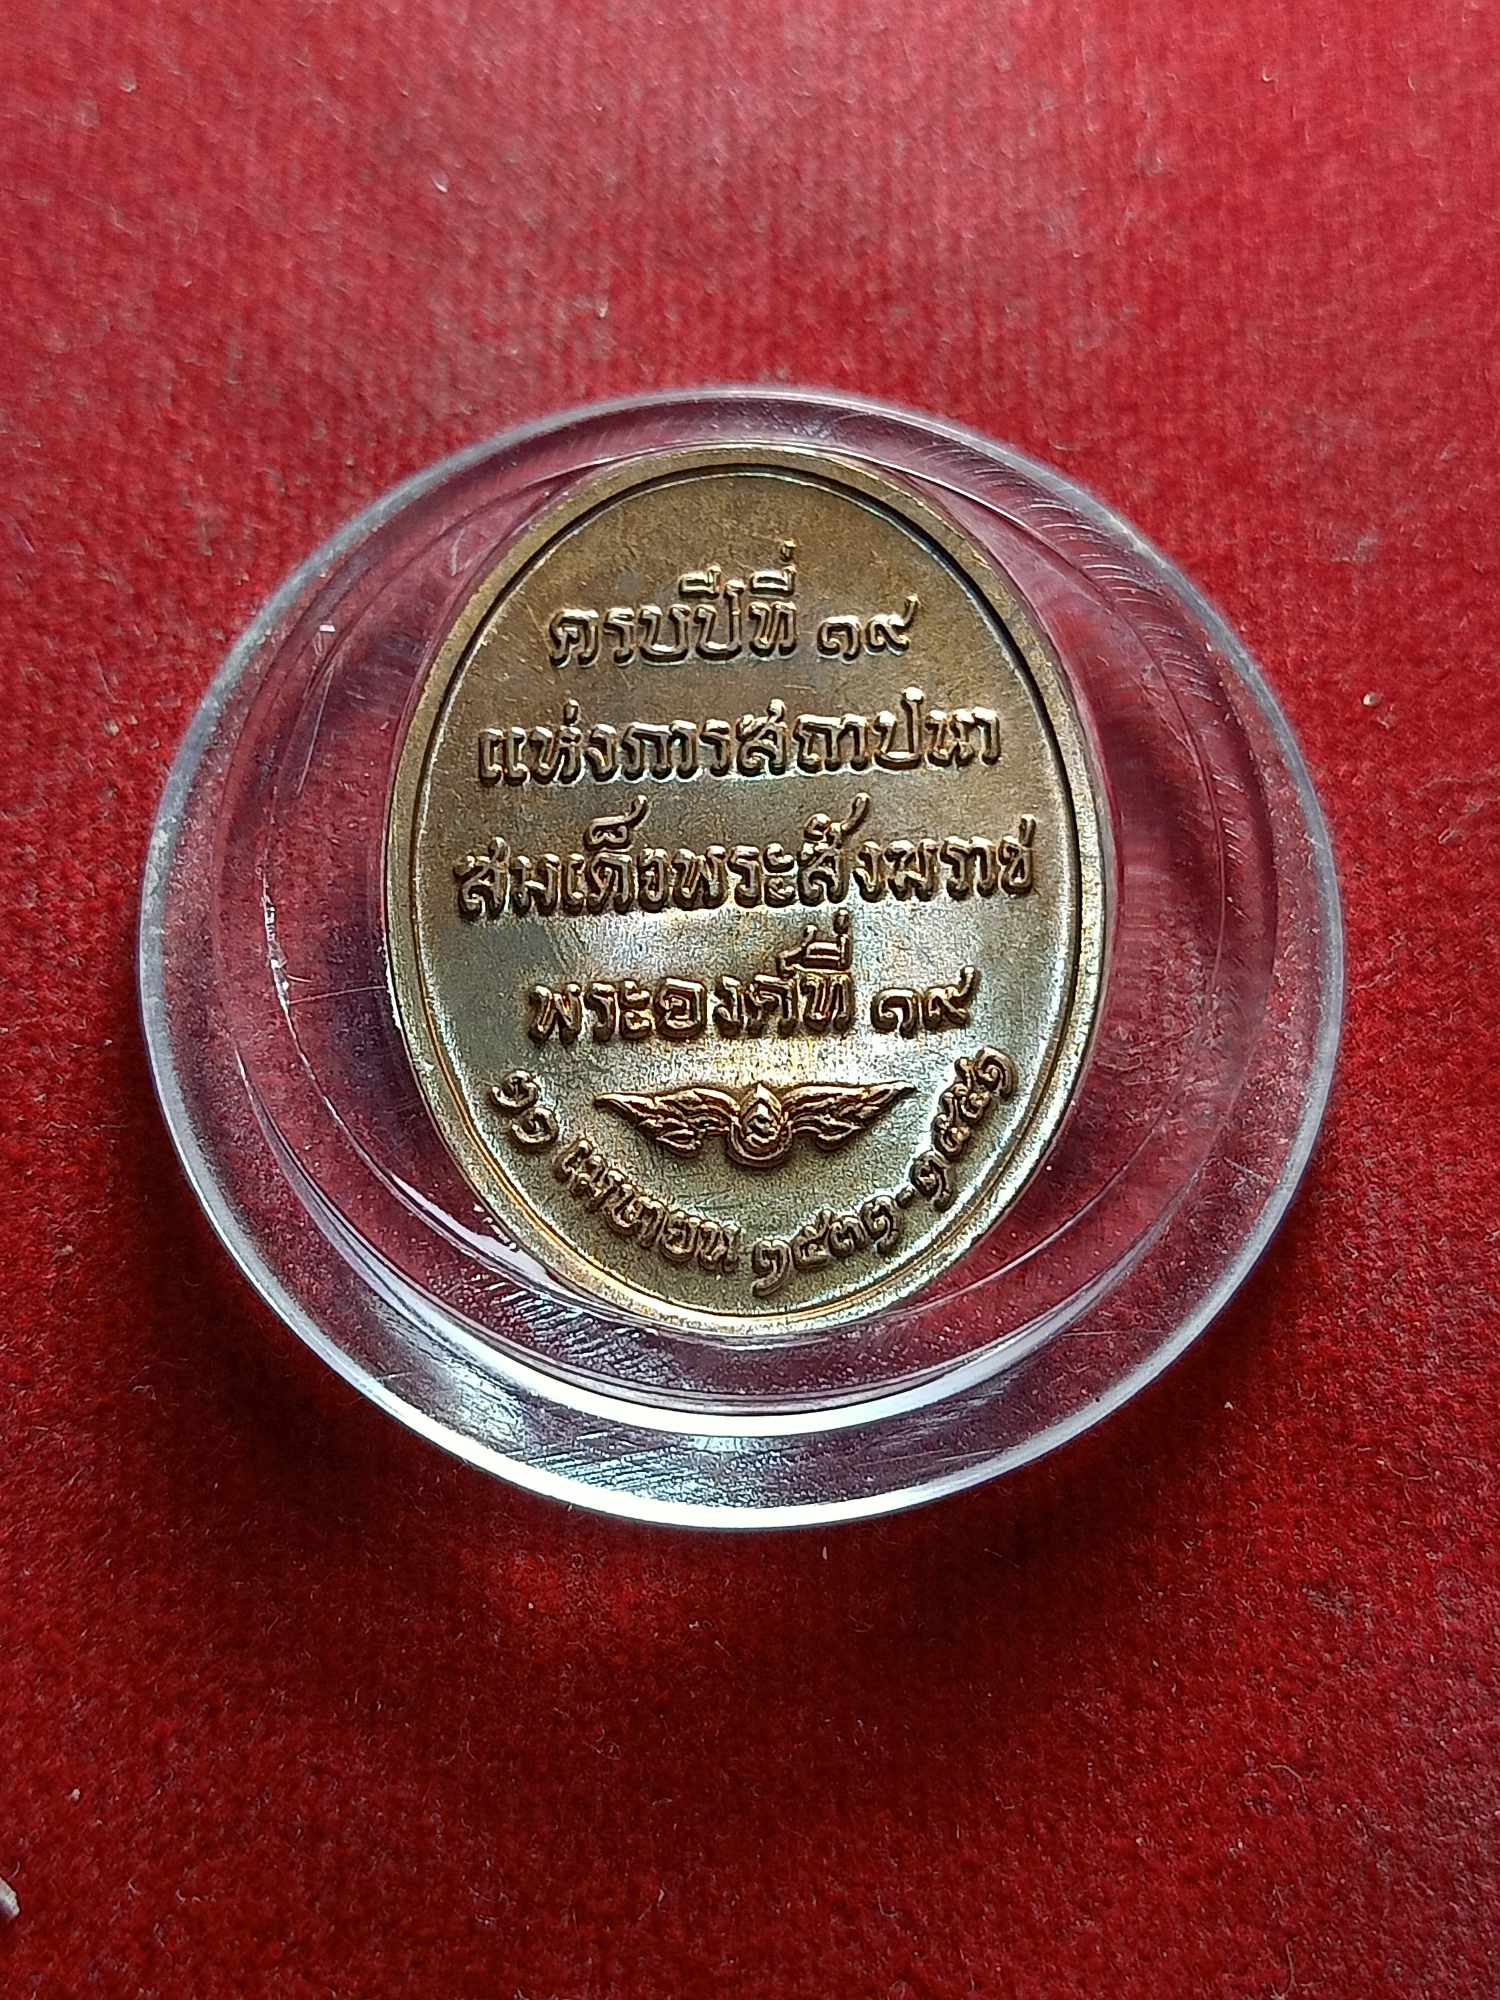 ครบปีที่ ๑๙
แห่งการสถาปนา
สมเด็จพระสังฆราช
พระองค์ที่ ๑๙
๒๑ เมษายน ๒๕๓๒-๒๕๕๑